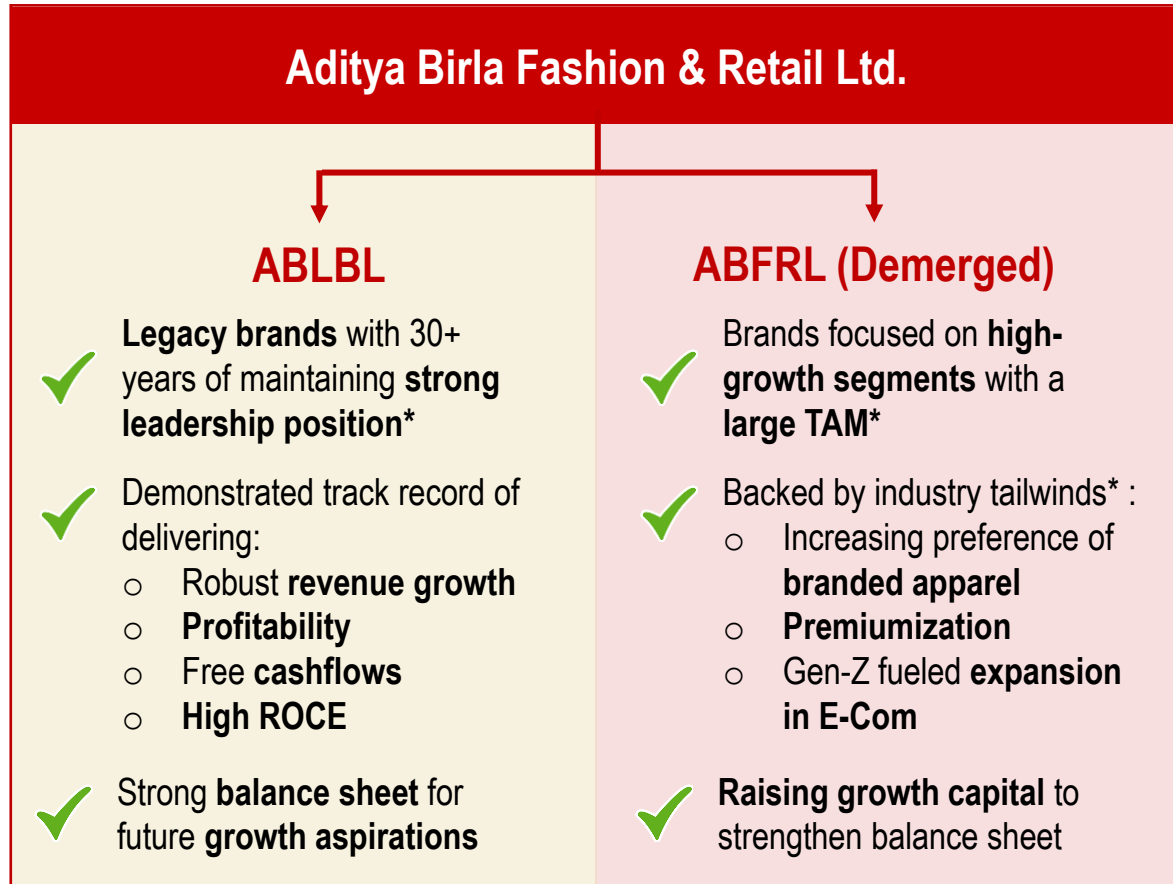 Aditya Birla Fashion & Retail Ltd.
ABLBL
Legacy brands with 30+
years of maintaining strong
leadership position*
Demonstrated track record of
delivering:
o Robust revenue growth
o Profitability
o Free cashflows
o High ROCE
Strong balance sheet for
future growth aspirations
ABFRL (Demerged)
Brands focused on high-
growth segments with a
large TAM*
Backed by industry tailwinds* :
o Increasing preference of
branded apparel
o Premiumization
o Gen-Z fueled expansion
in E-Com
Raising growth capital to
strengthen balance sheet